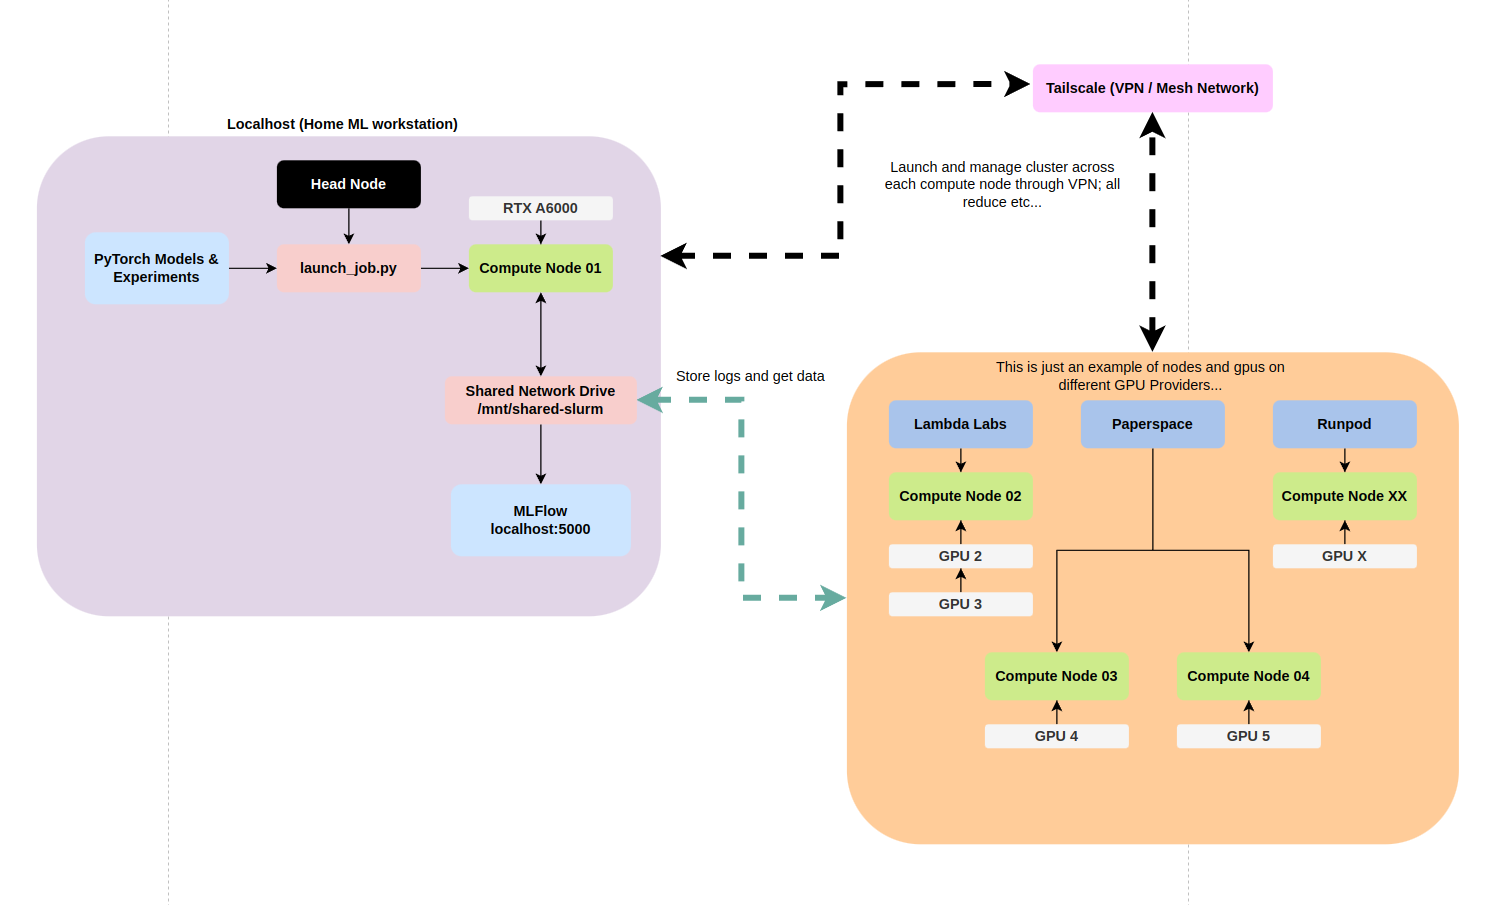 Localhost (Home ML workstation)
Head Node
RTX A6000
PyTorch Models &
Experiments
launch_job.py
Compute Node 01
Shared Network Drive
/mnt/shared-slurm
MLFlow
localhost:5000
Store logs and get data
Tailscale (VPN / Mesh Network)
Launch and manage cluster across
each compute node through VPN; all
reduce etc...
This is just an example of nodes and gpus on
different GPU Providers...
Lambda Labs
Paperspace
Runpod
Compute Node 02
Compute Node XX
GPU 2
GPU X
GPU 3
Compute Node 03
Compute Node 04
GPU 4
GPU 5